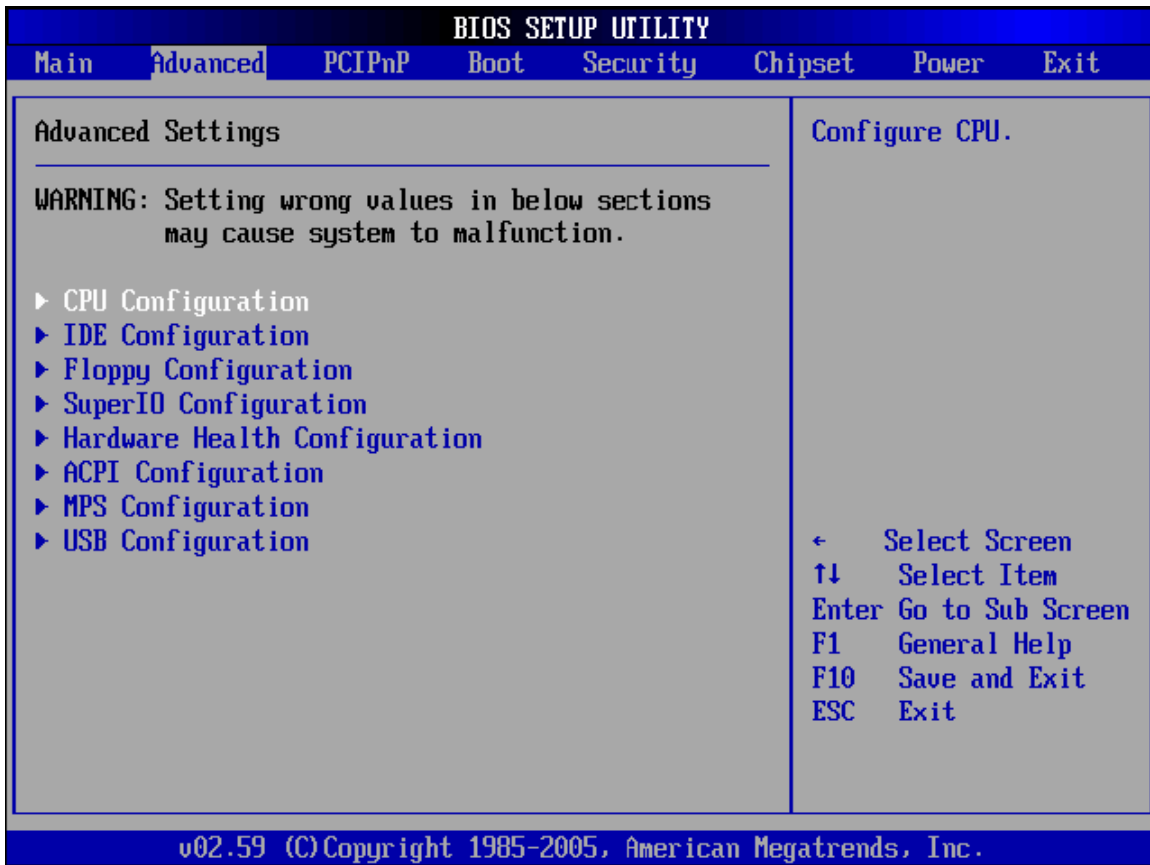 BIOS SETUP UTILITY
Main Advanced PCIPnP Boot Security Chipset Power Exit
Advanced Settings
WARNING: Setting wrong values in below sections
may cause system to malfunction.
▶ CPU Configuration
▶ IDE Configuration
▶ Floppy Configuration
▶ SuperIO Configuration
▶ Hardware Health Configuration
▶ ACPI Configuration
▶ MPS Configuration
▶ USB Configuration
Configure CPU.
← Select Screen
↑↓ Select Item
Enter Go to Sub Screen
F1 General Help
F10 Save and Exit
ESC Exit
v02.59 (C)Copyright 1985-2005, American Megatrends, Inc.